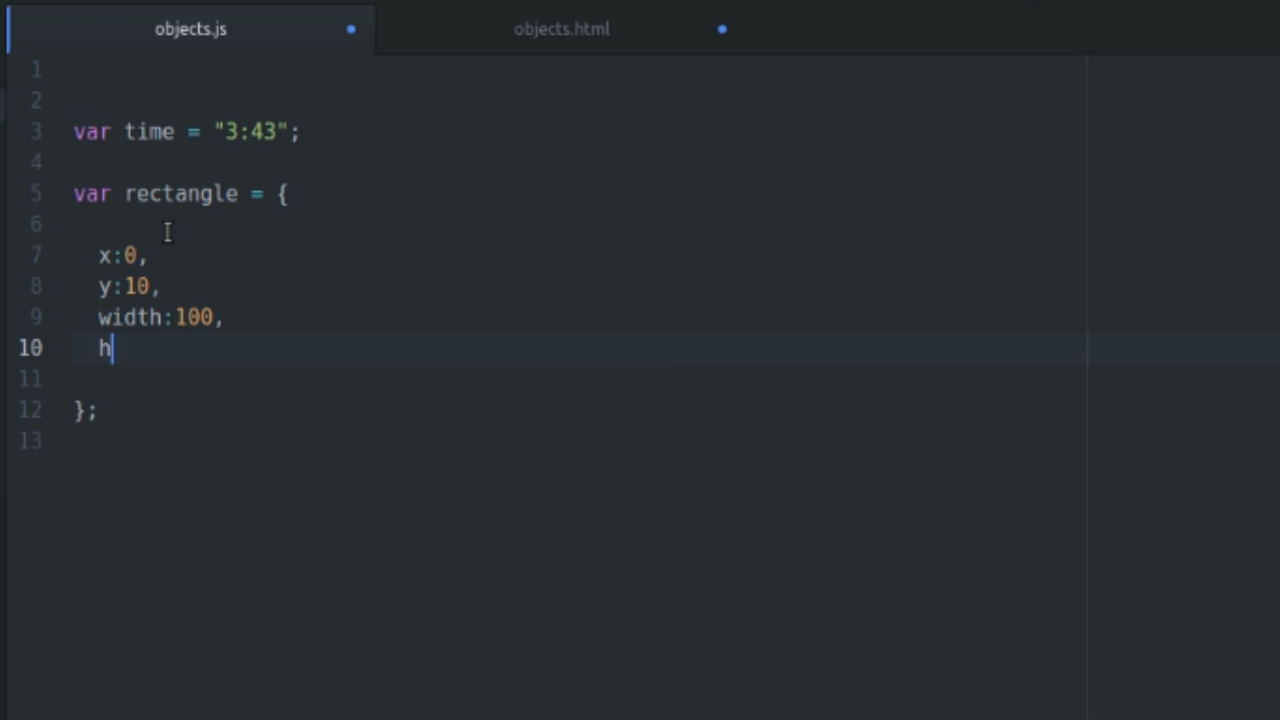 objects.js objects.html
1
2
3 var time = "3:43";
4
5 var rectangle = {
6
7 x:0,
8 y:10,
9 width:100,
10 h
11
12 };
13